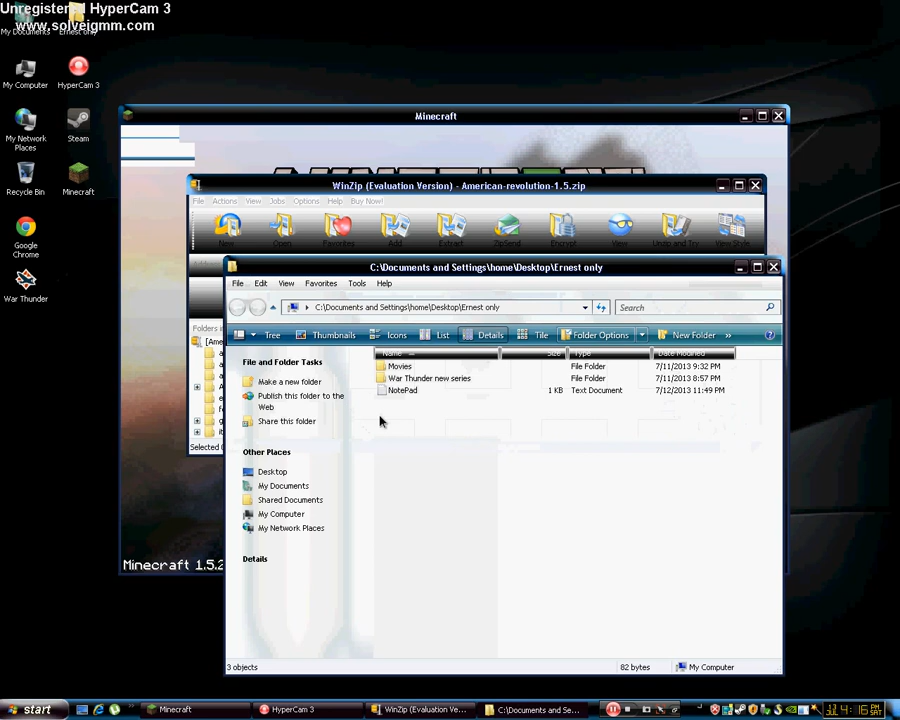 Unregistered HyperCam 3
www.solveigmm.com
My Documents
Ernest only
My Computer
HyperCam 3
My Network Places
Steam
Recycle Bin
Minecraft
Google Chrome
War Thunder
Minecraft
WinZip (Evaluation Version) - American-revolution-1.5.zip
File Actions View Jobs Options Help Buy Now!
New Open Favorites Add Extract ZipSend Encrypt View Unzip and Try View Style
Folders i
[Ame
Selected
Minecraft 1.5.2
C:\Documents and Settings\home\Desktop\Ernest only
File Edit View Favorites Tools Help
C:\Documents and Settings\home\Desktop\Ernest only
Search
Tree Thumbnails Icons List Details Tile Folder Options New Folder »
Name Size Type Date Modified
Movies File Folder 7/11/2013 9:32 PM
War Thunder new series File Folder 7/11/2013 8:57 PM
NotePad 1 KB Text Document 7/12/2013 11:49 PM
File and Folder Tasks
Make a new folder
Publish this folder to the
Web
Share this folder
Other Places
Desktop
My Documents
Shared Documents
My Computer
My Network Places
Details
3 objects
82 bytes
My Computer
start
Minecraft
HyperCam 3
WinZip (Evaluation Ve...
C:\Documents and Se...